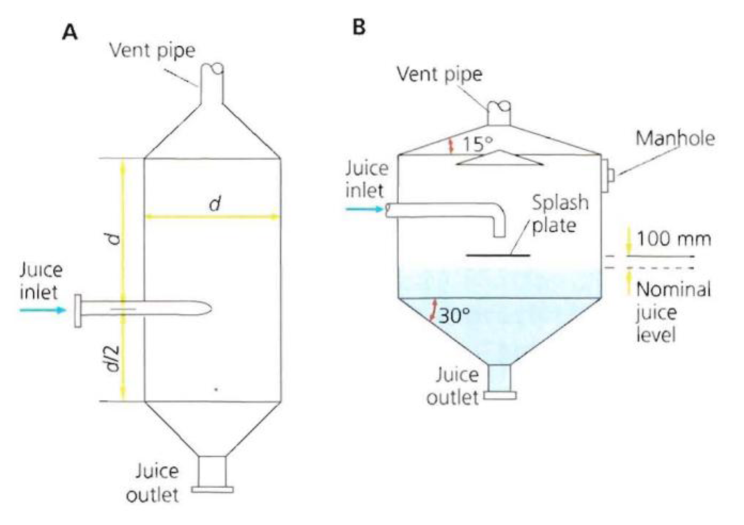 A
Vent pipe
d
d
Juice
inlet
d/2
Juice
outlet
B
Vent pipe
15°
Manhole
Juice
inlet
Splash
plate
100 mm
Nominal
juice
level
30°
Juice
outlet